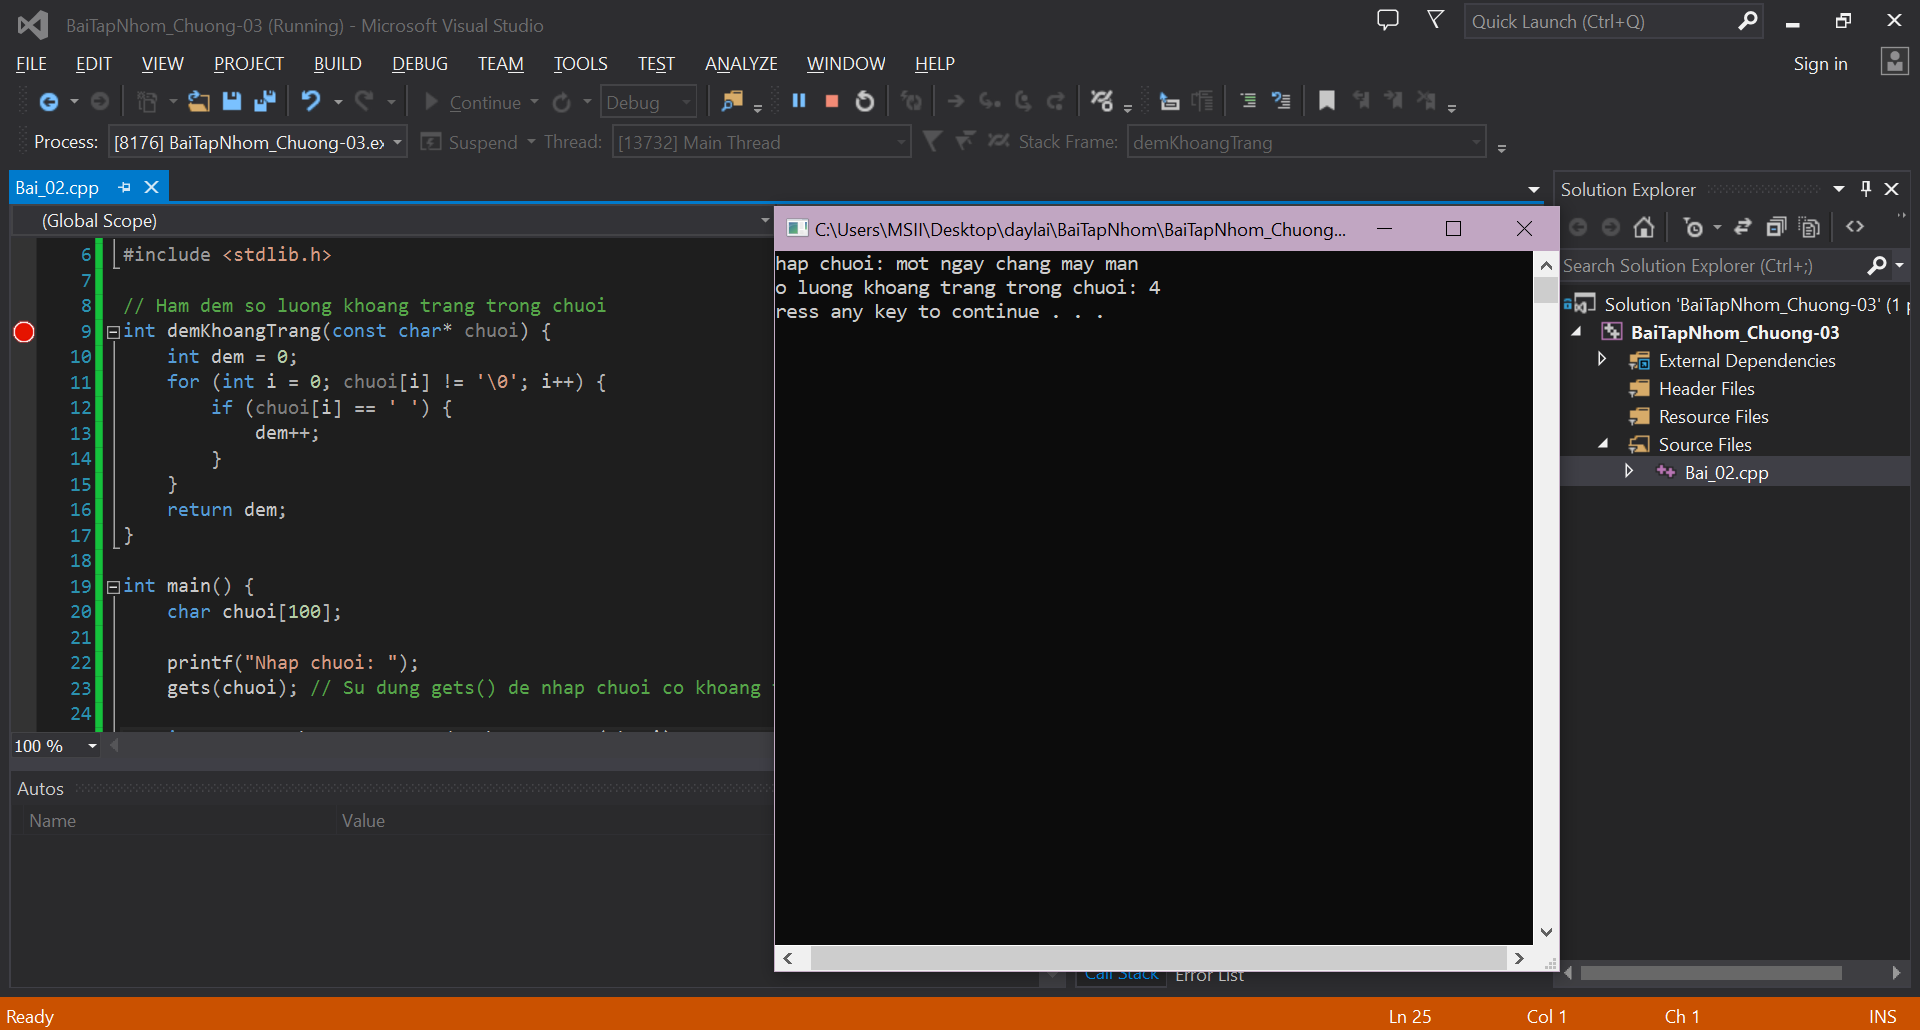 BaiTapNhom_Chuong-03 (Running) - Microsoft Visual Studio
Quick Launch (Ctrl+Q)
FILE EDIT VIEW PROJECT BUILD DEBUG TEAM TOOLS TEST ANALYZE WINDOW HELP
Sign in
Continue
Debug
Process: [8176] BaiTapNhom_Chuong-03.ex
Suspend
Thread: [13732] Main Thread
Stack Frame: demKhoangTrang
Bai_02.cpp
(Global Scope)
6 #include <stdlib.h>
7
8 // Ham dem so luong khoang trang trong chuoi
9 int demKhoangTrang(const char* chuoi) {
10 int dem = 0;
11 for (int i = 0; chuoi[i] != '\0'; i++) {
12 if (chuoi[i] == ' ') {
13 dem++;
14 }
15 }
16 return dem;
17 }
18
19 int main() {
20 char chuoi[100];
21
22 printf("Nhap chuoi: ");
23 gets(chuoi); // Su dung gets() de nhap chuoi co khoang
24
100 %
Autos
Name Value
C:\Users\MSII\Desktop\daylai\BaiTapNhom\BaiTapNhom_Chuong...
hap chuoi: mot ngay chang may man
o luong khoang trang trong chuoi: 4
ress any key to continue . . .
Call Stack Error List
Solution Explorer
Search Solution Explorer (Ctrl+;)
Solution 'BaiTapNhom_Chuong-03' (1 p
BaiTapNhom_Chuong-03
External Dependencies
Header Files
Resource Files
Source Files
Bai_02.cpp
Ready
Ln 25 Col 1 Ch 1 INS